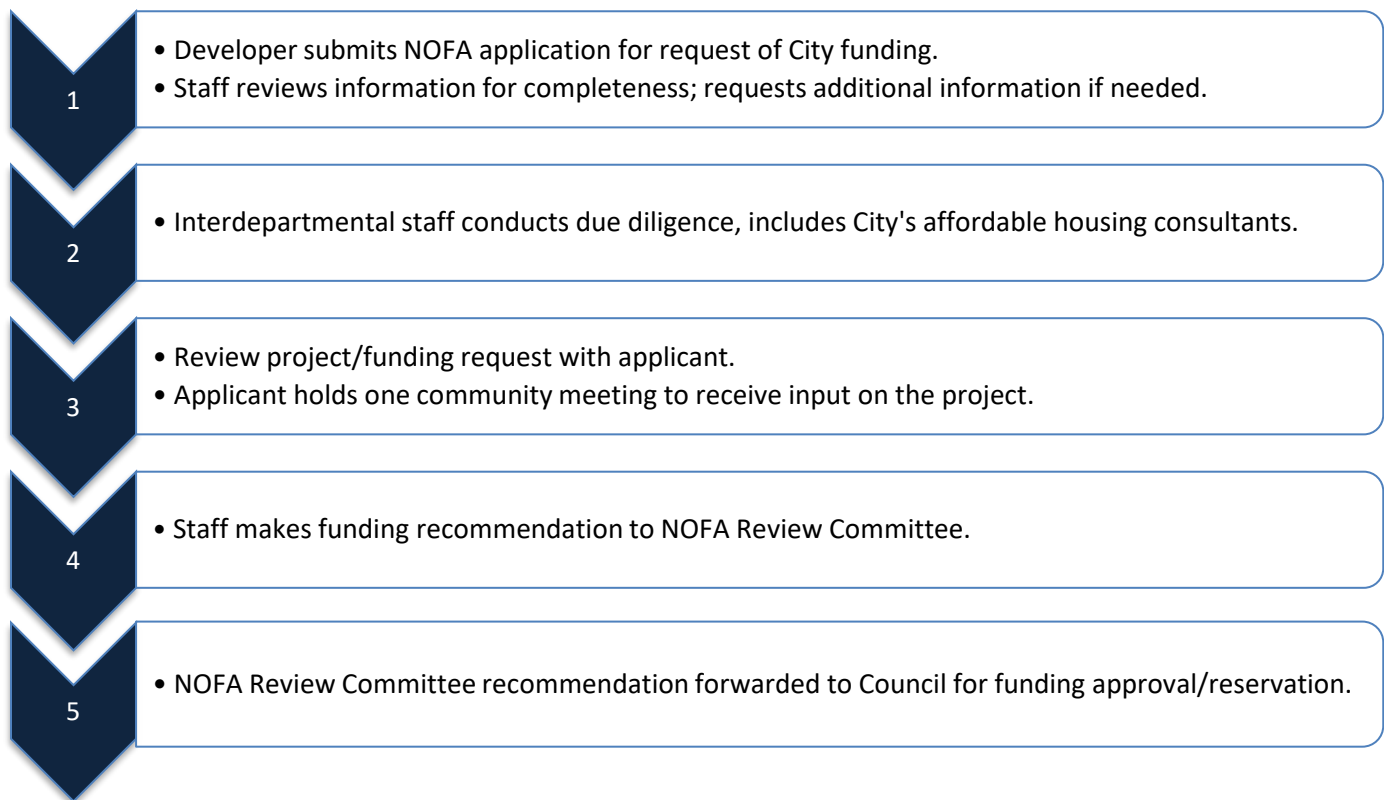 1
• Developer submits NOFA application for request of City funding.
• Staff reviews information for completeness; requests additional information if needed.
2
• Interdepartmental staff conducts due diligence, includes City's affordable housing consultants.
3
• Review project/funding request with applicant.
• Applicant holds one community meeting to receive input on the project.
4
• Staff makes funding recommendation to NOFA Review Committee.
5
• NOFA Review Committee recommendation forwarded to Council for funding approval/reservation.